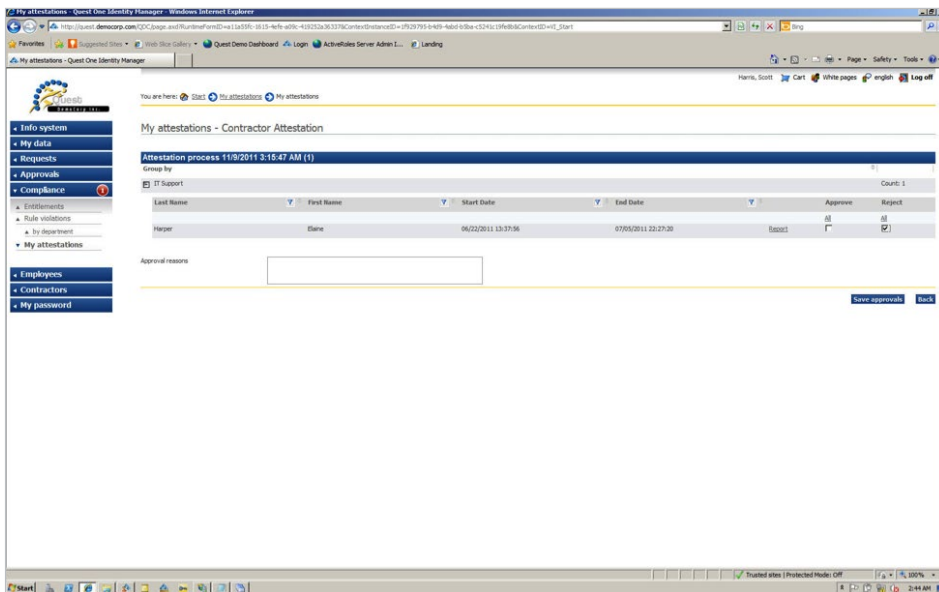 My attestations - Quest One Identity Manager - Windows Internet Explorer
Bing
Favorites Suggested Sites Web Slice Gallery Quest Demo Dashboard Login ActiveRoles Server Admin I... Landing
My attestations - Quest One Identity Manager
Page Safety Tools
Harris, Scott Cart White pages english Log off
Quest
Democorp Inc.
You are here: Start My attestations My attestations
Info system
My data
Requests
Approvals
Compliance
Entitlements
Rule violations
by department
My attestations
Employees
Contractors
My password
My attestations - Contractor Attestation
Attestation process 11/9/2011 3:15:47 AM (1)
Group by
IT Support Count: 1
Last Name First Name Start Date End Date Approve Reject
All All
Harper Elaine 06/22/2011 13:37:56 07/05/2011 22:27:20 Report
Approval reasons
Save approvals Back
Trusted sites | Protected Mode: Off 100%
Start 2:44 AM